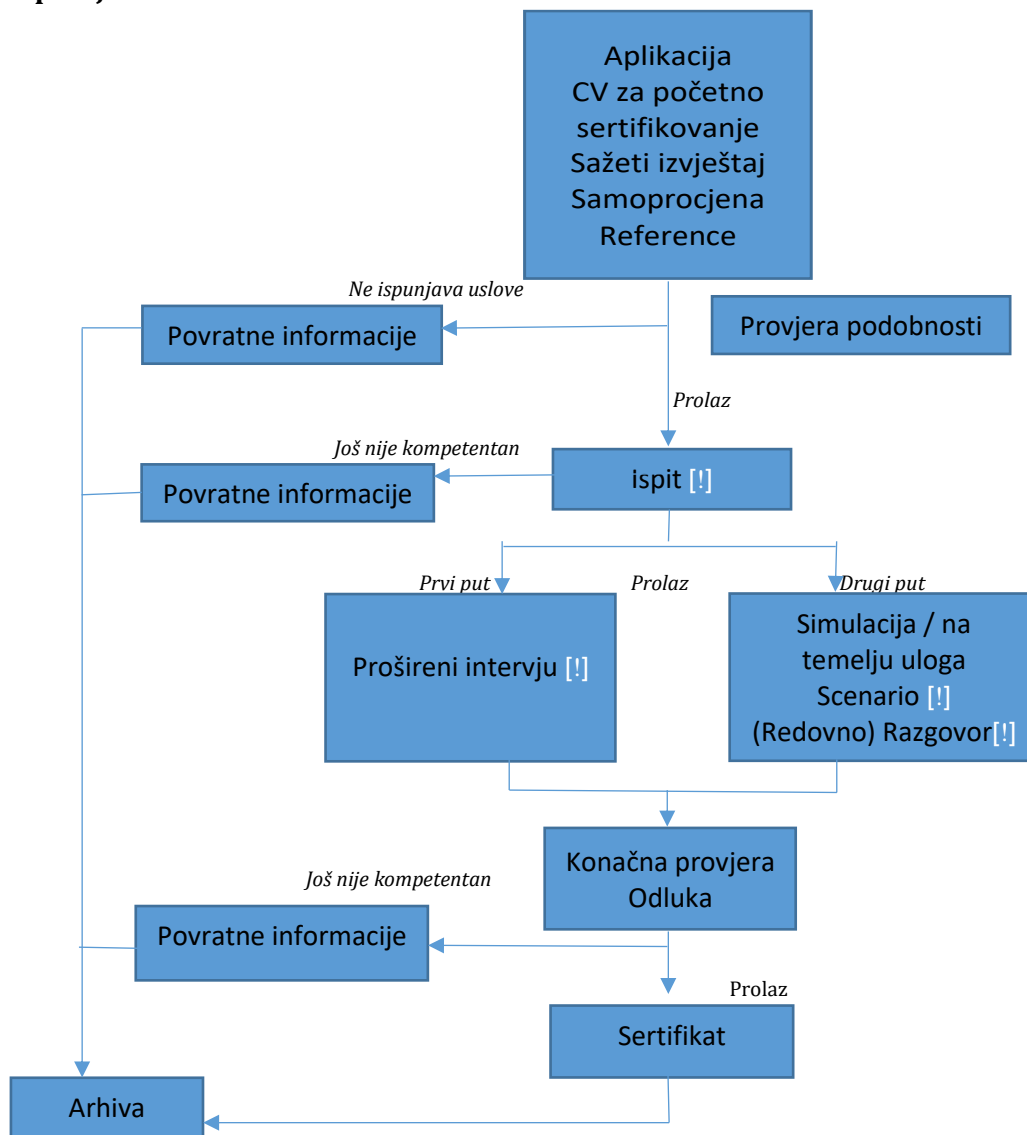 Aplikacija
CV za početno
sertifikovanje
Sažeti izvještaj
Samoprocjena
Reference
Ne ispunjava uslove
Povratne informacije
Provjera podobnosti
Prolaz
Još nije kompetentan
Povratne informacije
ispit [!]
Prvi put
Prolaz
Drugi put
Prošireni intervju [!]
Simulacija / na
temelju uloga
Scenario [!]
(Redovno) Razgovor[!]
Konačna provjera
Odluka
Još nije kompetentan
Povratne informacije
Prolaz
Sertifikat
Arhiva